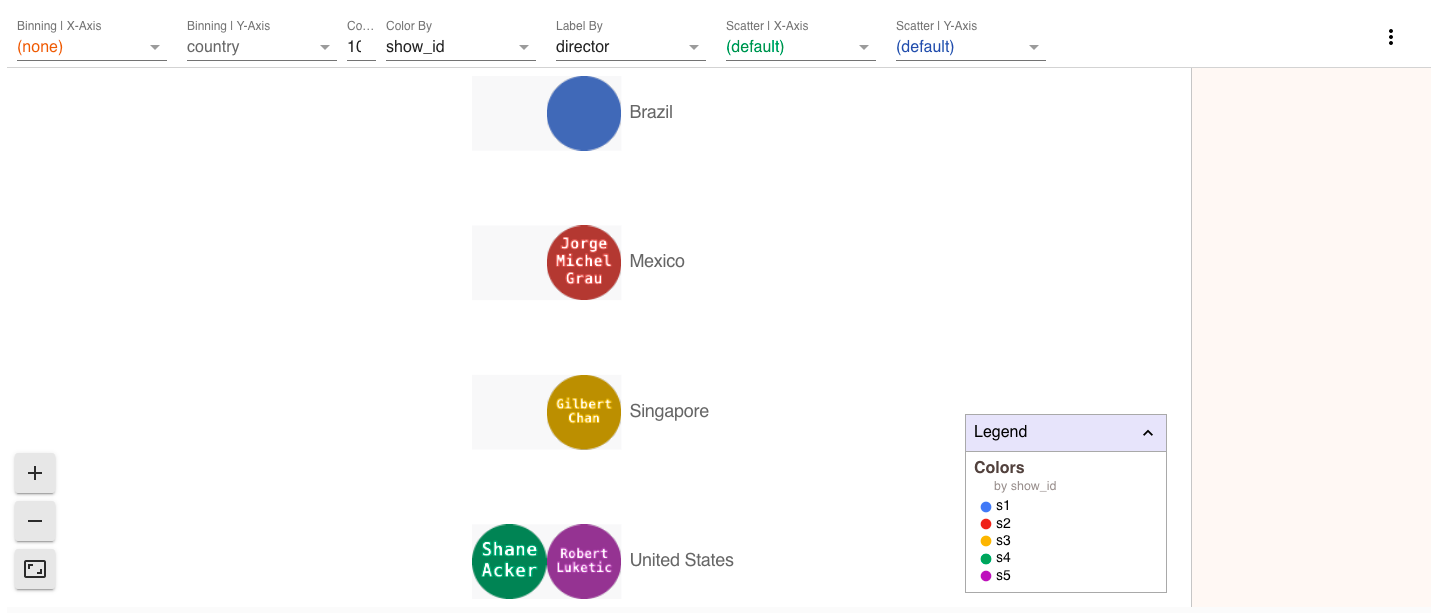 Binning | X-Axis
Binning | Y-Axis
Co...
Color By
Label By
Scatter | X-Axis
Scatter | Y-Axis
(none)
country
10
show_id
director
(default)
(default)
Brazil
Jorge
Michel
Grau
Mexico
Gilbert
Chan
Singapore
Legend
Colors
by show_id
s1
s2
s3
s4
s5
Shane
Acker
Robert
Luketic
United States